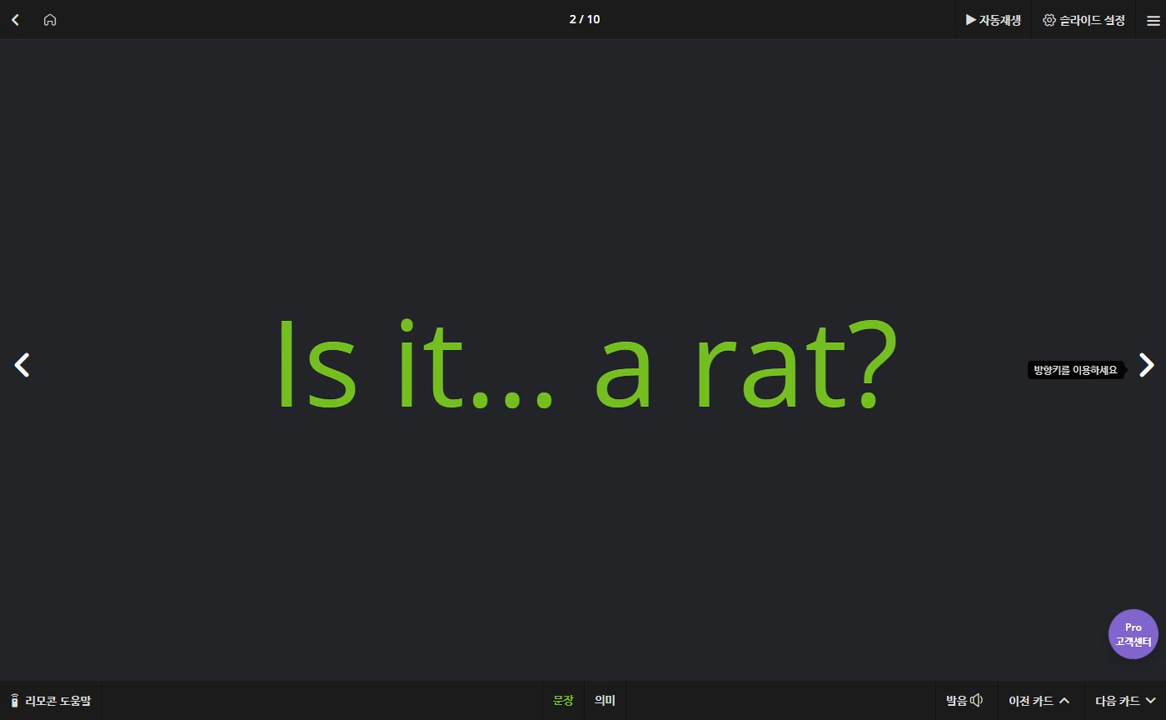 2 / 10
자동재생
슬라이드 설정
Is it... a rat?
방향키를 이용하세요
Pro
고객센터
리모콘 도움말
문장
의미
발음
이전 카드
다음 카드